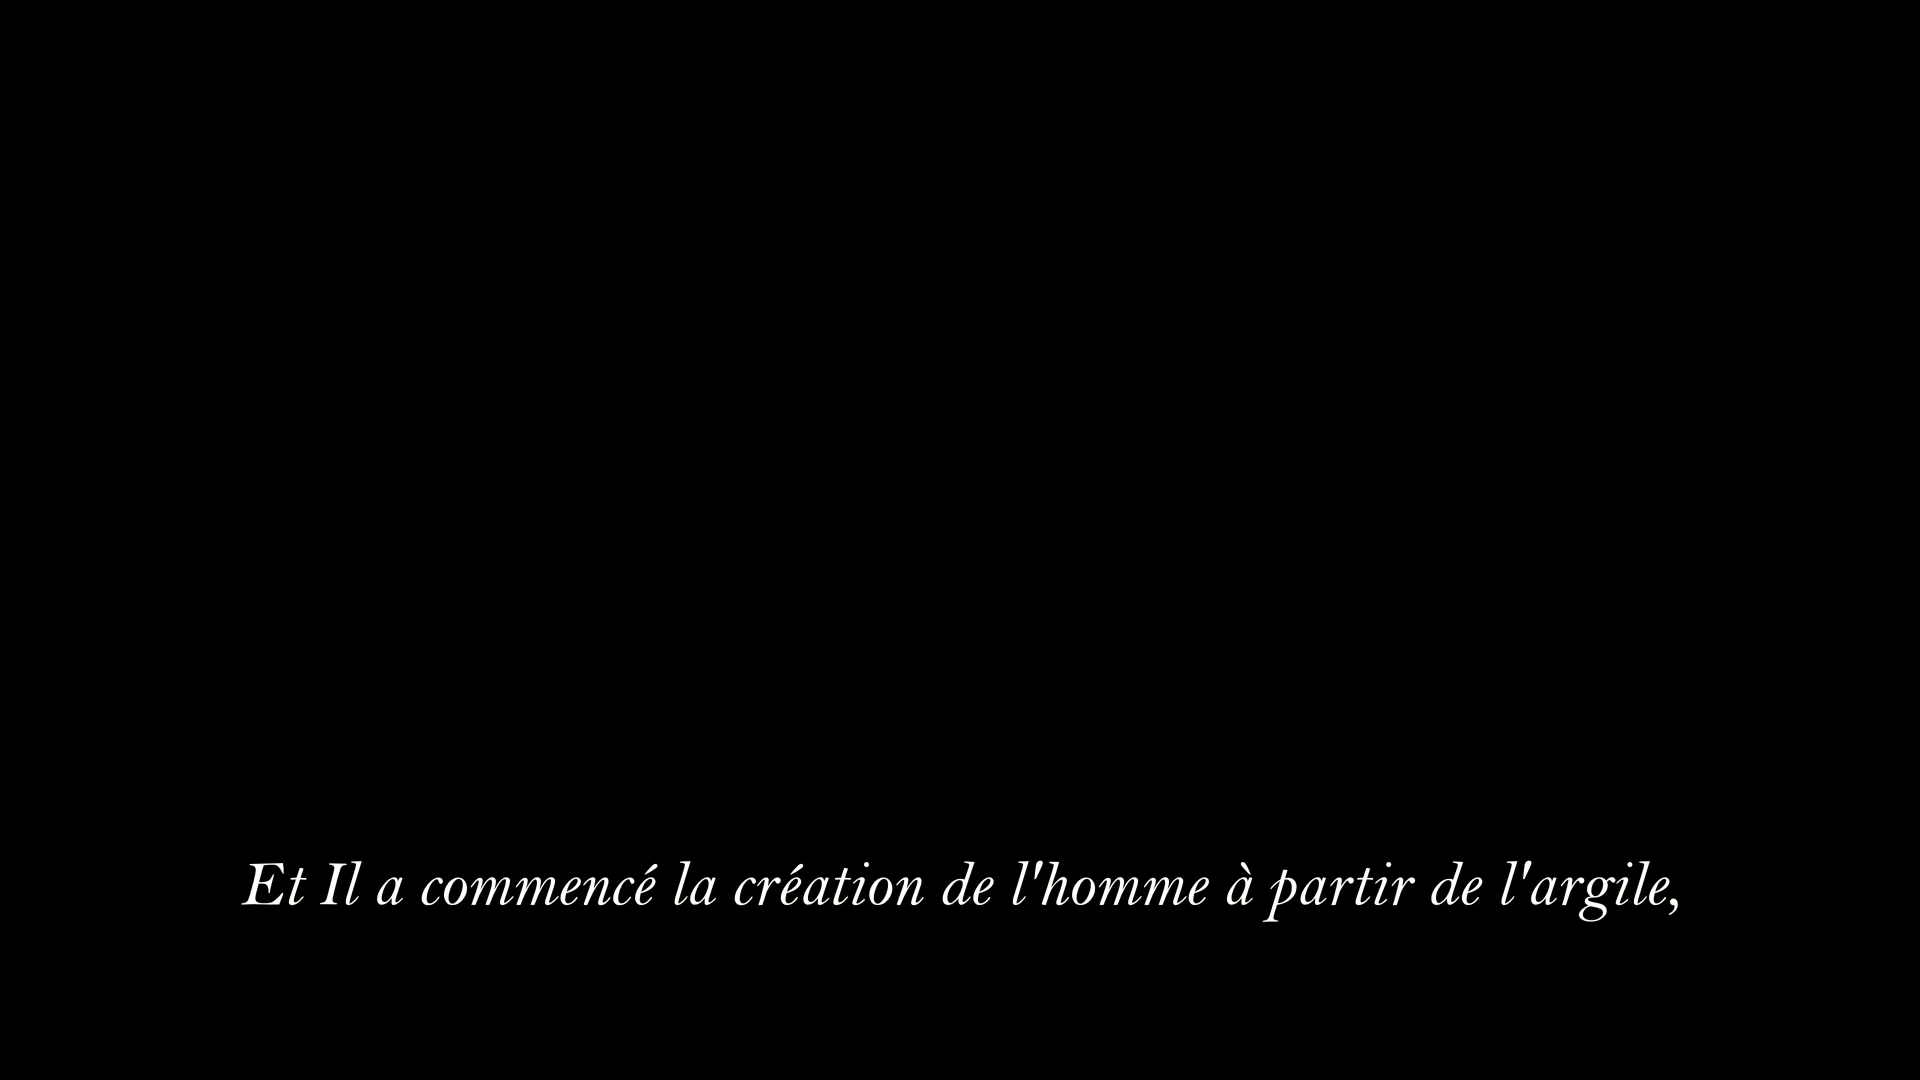 Et Il a commencé la création de l'homme à partir de l'argile,